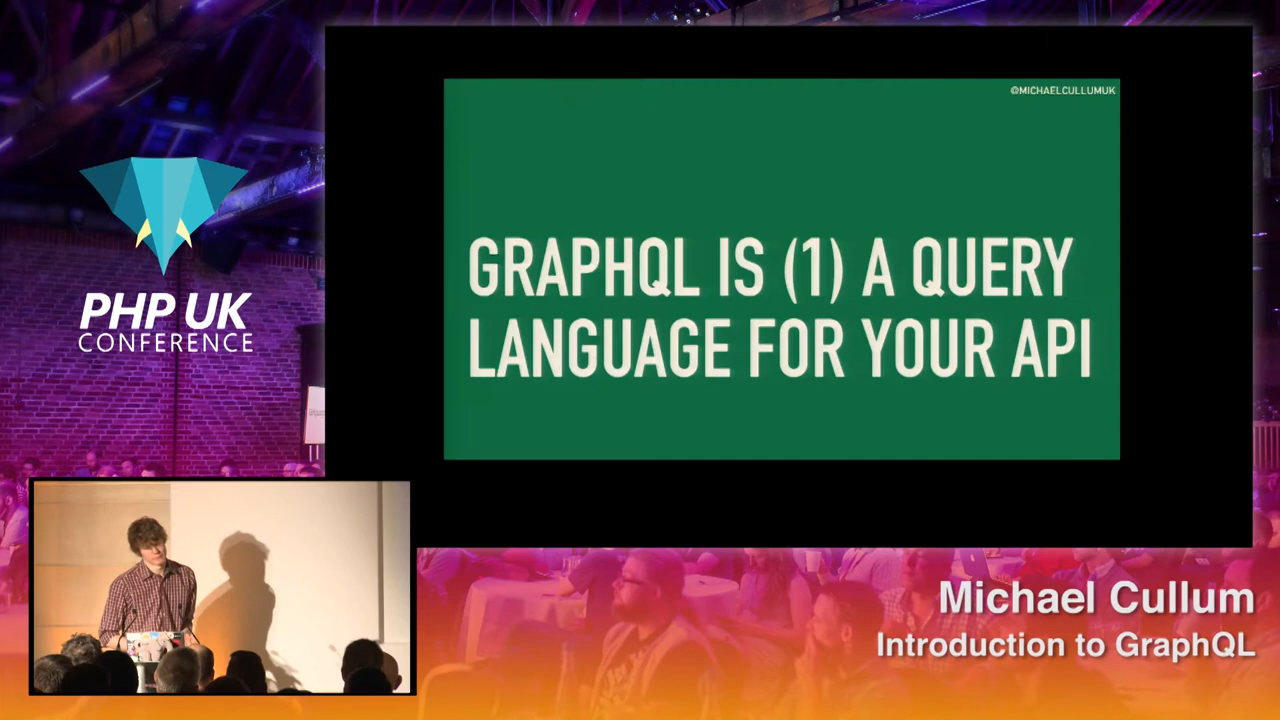 @MICHAELCULLUMUK
GRAPHQL IS (1) A QUERY
LANGUAGE FOR YOUR API
PHP UK
CONFERENCE
Michael Cullum
Introduction to GraphQL